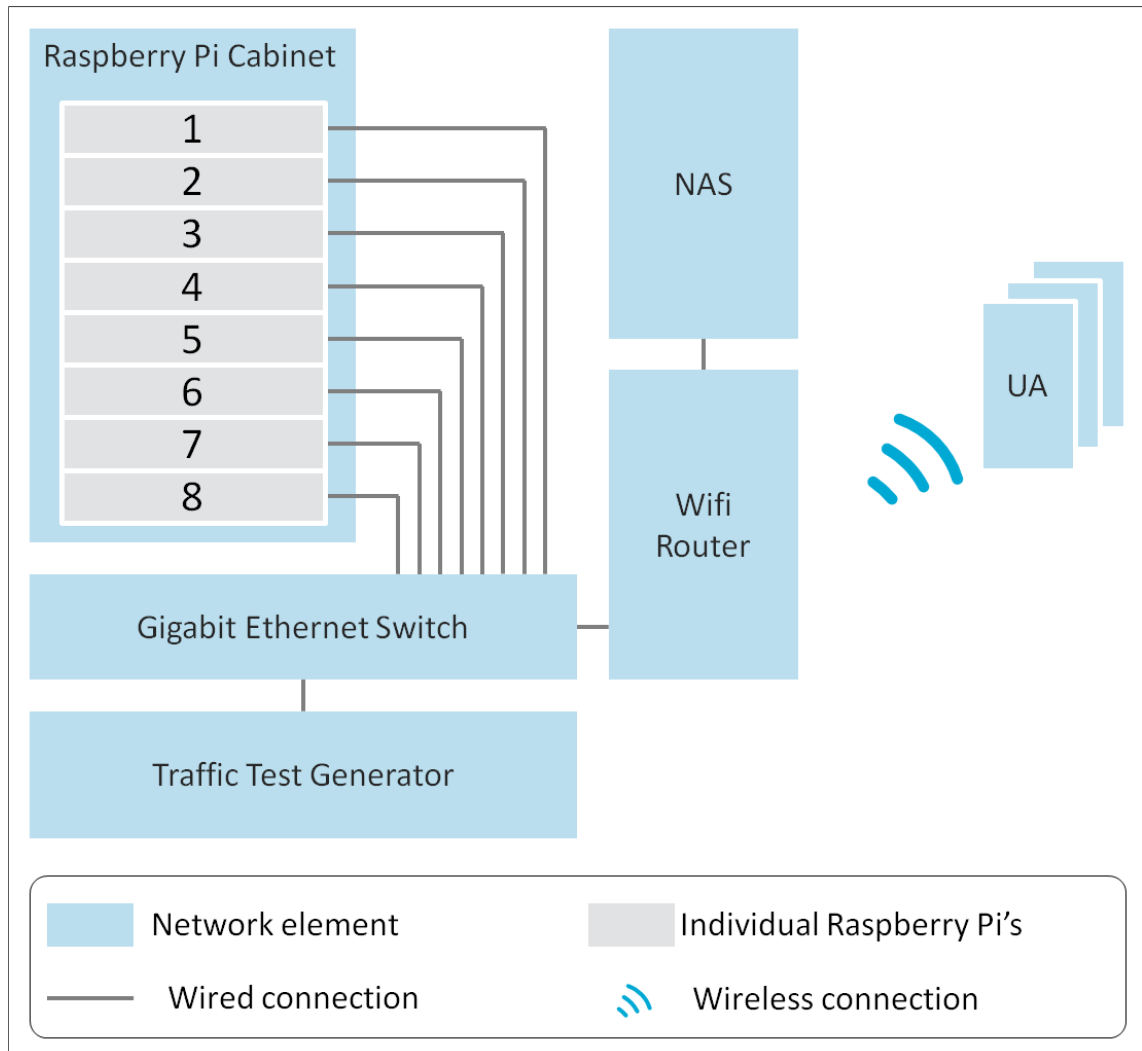 Raspberry Pi Cabinet
1
2
3
4
5
6
7
8
NAS
UA
Wifi
Router
Gigabit Ethernet Switch
Traffic Test Generator
Network element
Individual Raspberry Pi's
Wired connection
Wireless connection